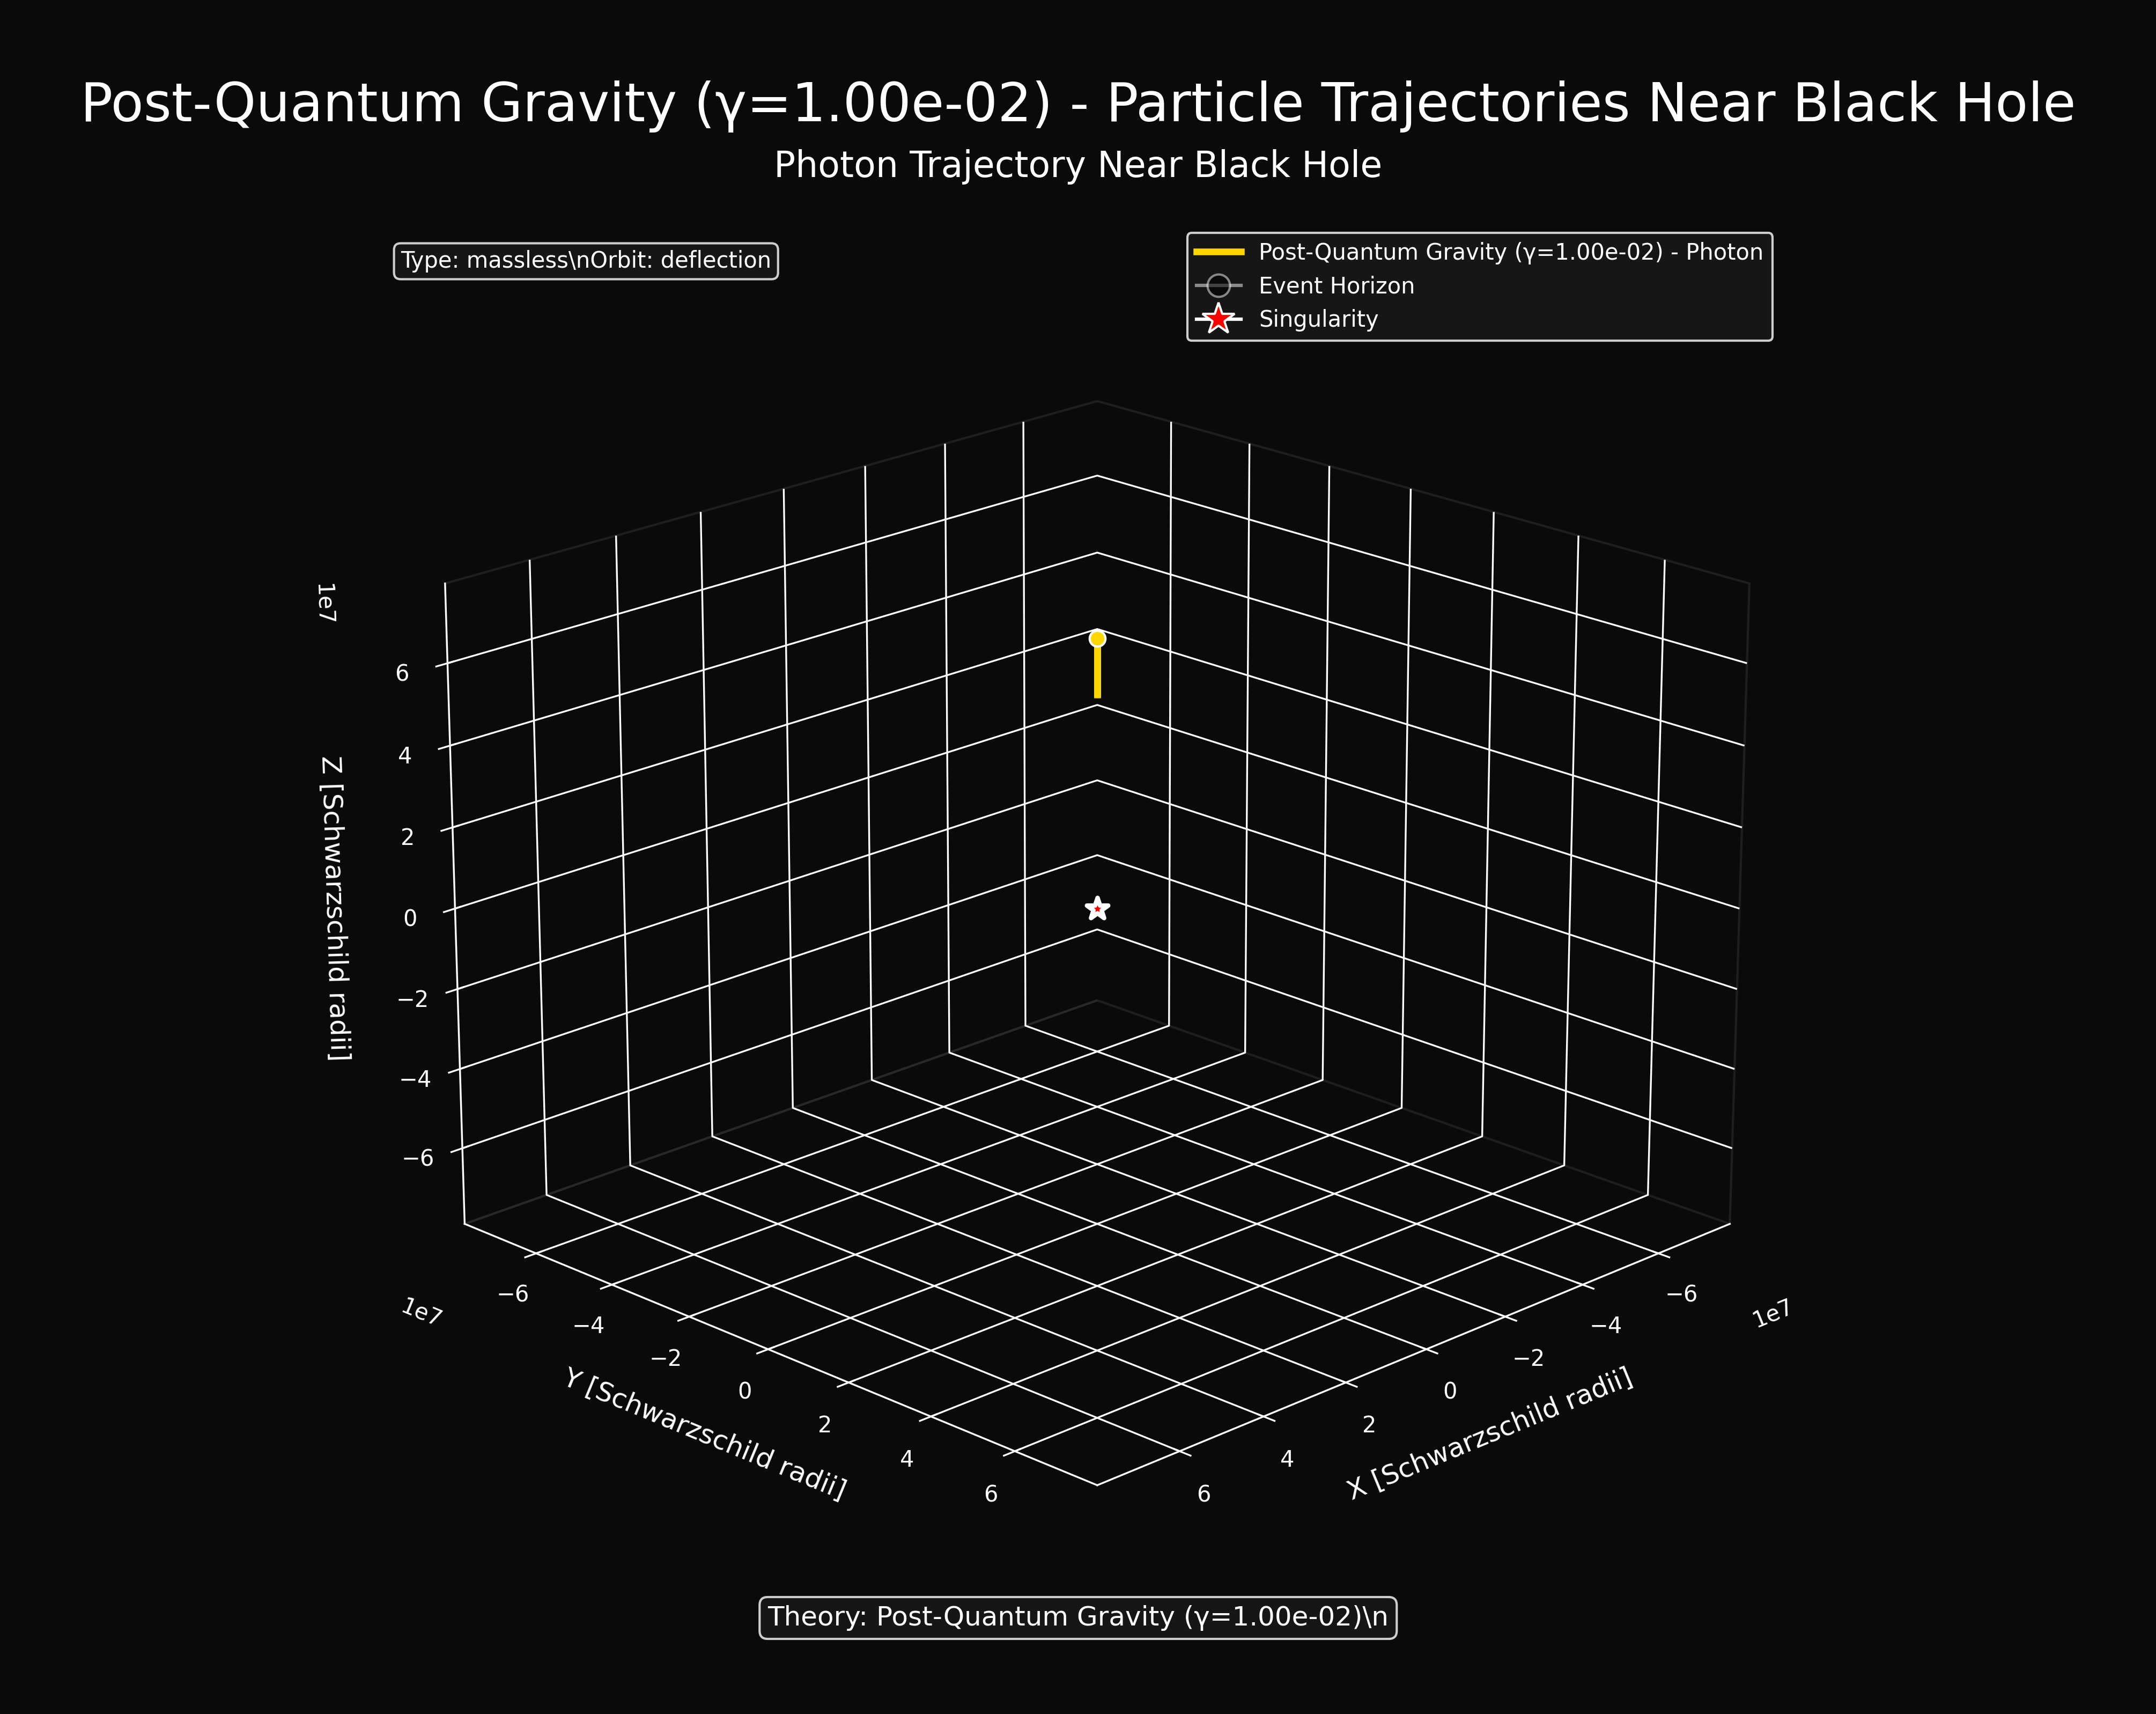 Post-Quantum Gravity (γ=1.00e-02) - Particle Trajectories Near Black Hole
Photon Trajectory Near Black Hole
Type: massless\nOrbit: deflection
Post-Quantum Gravity (γ=1.00e-02) - Photon
Event Horizon
Singularity
1e7
6
4
2
0
−2
−4
−6
Z [Schwarzschild radii]
1e7
−6
−4
−2
0
2
4
6
Y [Schwarzschild radii]
6
4
2
0
−2
−4
−6
1e7
X [Schwarzschild radii]
Theory: Post-Quantum Gravity (γ=1.00e-02)\n